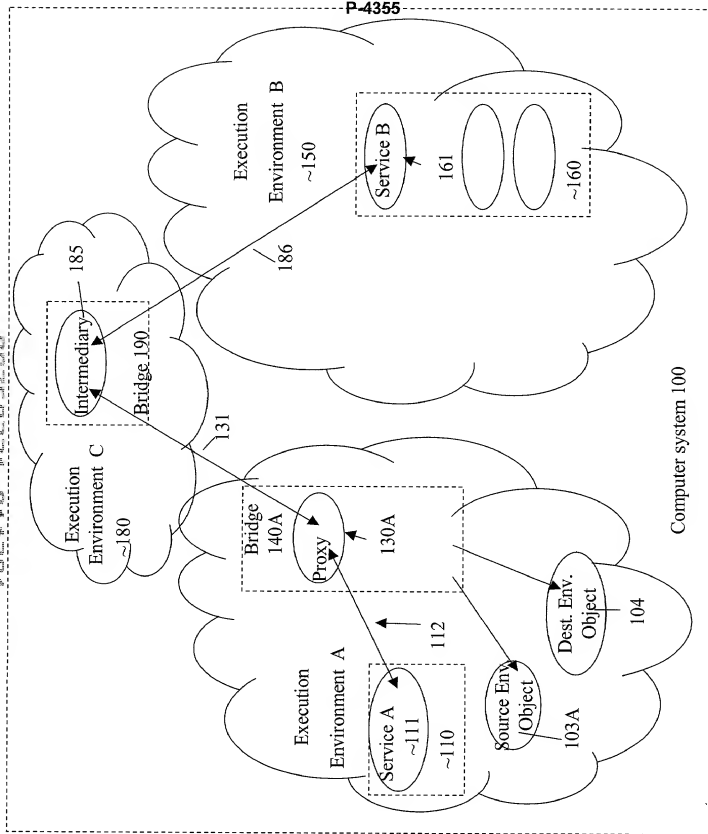 P-4355
Execution
Environment C
~180
Intermediary
185
Bridge 190
131
186
Execution
Environment B
~150
Service B
161
~160
Execution
Environment A
Bridge
140A
Proxy
130A
112
Service A
~111
~110
Source Env
Object
103A
Dest. Env.
Object
104
Computer system 100